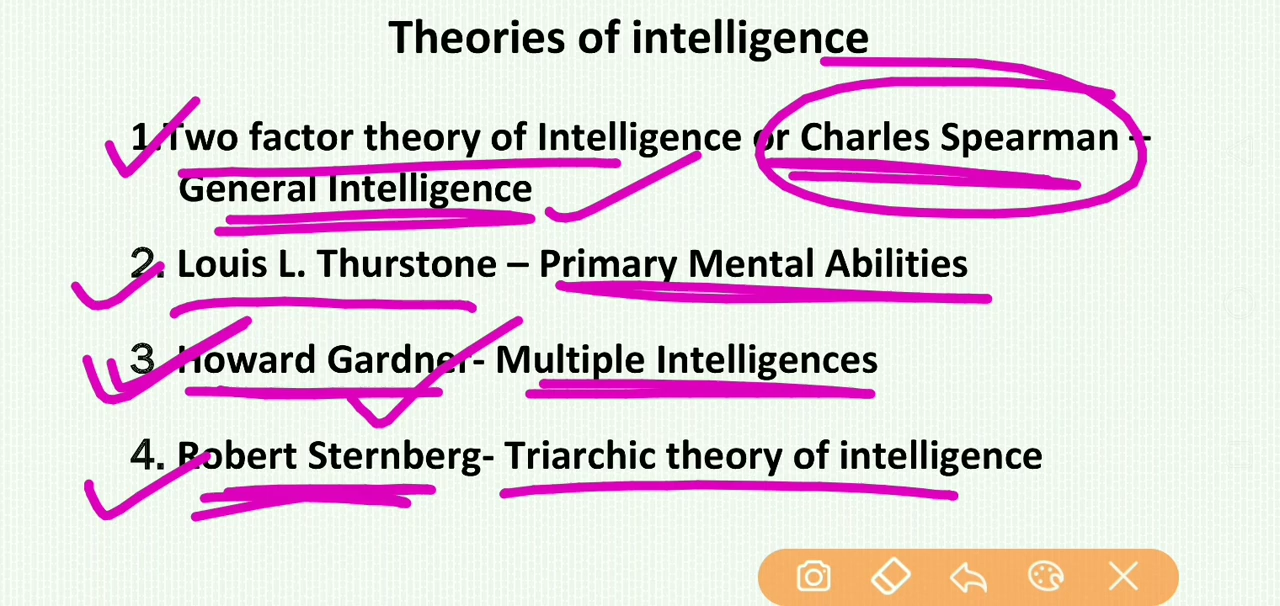 Theories of intelligence
1.Two factor theory of Intelligence or Charles Spearman –
General Intelligence
2. Louis L. Thurstone – Primary Mental Abilities
3. Howard Gardner- Multiple Intelligences
4. Robert Sternberg- Triarchic theory of intelligence